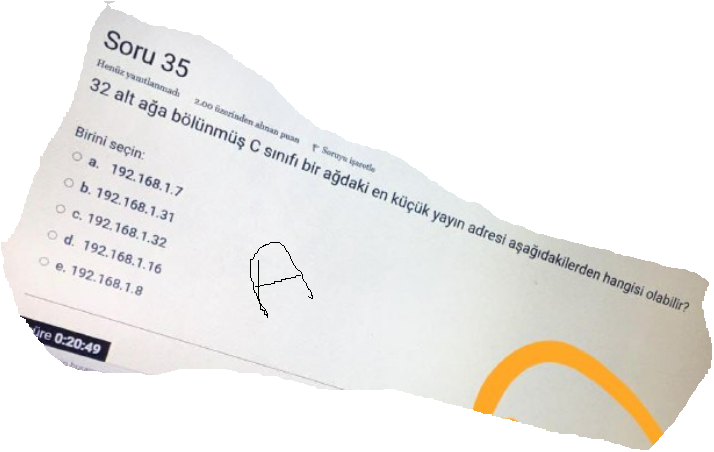 Soru 35
Henüz yanıtlanmadı 2.00 üzerinden alınan puan Soruyu işaretle
32 alt ağa bölünmüş C sınıfı bir ağdaki en küçük yayın adresi aşağıdakilerden hangisi olabilir?
Birini seçin:
a. 192.168.1.7
b. 192.168.1.31
c. 192.168.1.32
d. 192.168.1.16
e. 192.168.1.8
A
üre 0:20:49